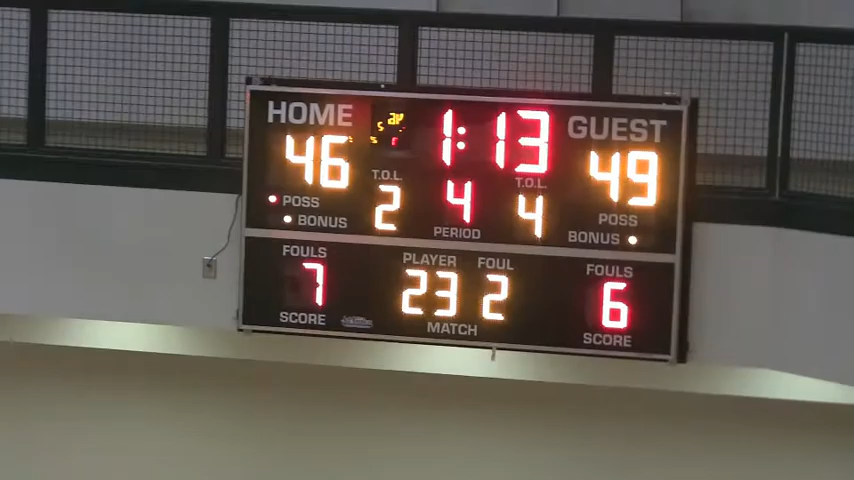 HOME 1:13 GUEST
46 T.O.L. 4 T.O.L. 49
POSS 2 4 POSS
BONUS PERIOD BONUS
FOULS PLAYER FOUL FOULS
7 23 2 6
SCORE MATCH SCORE